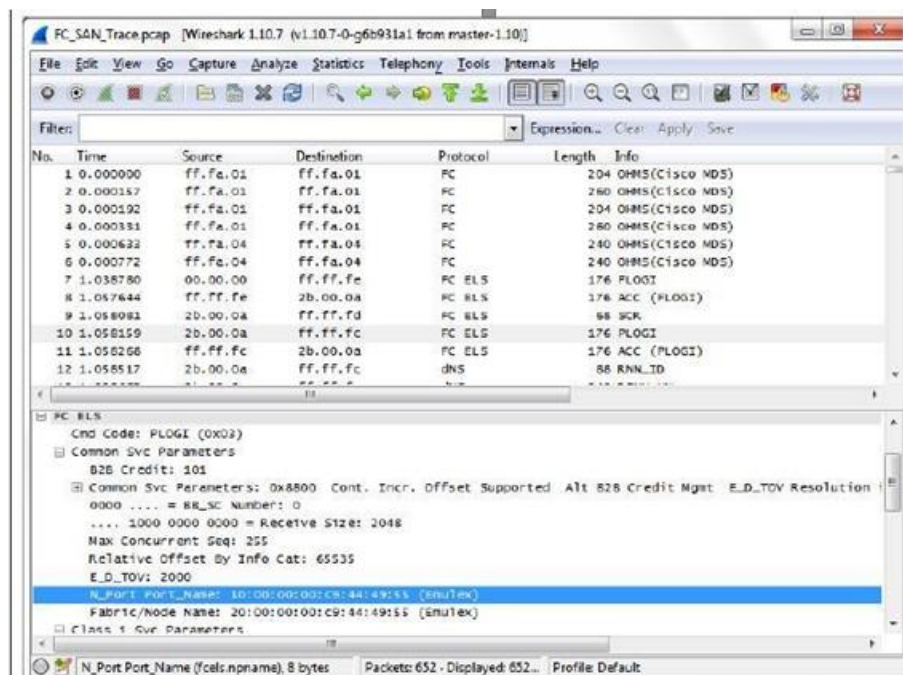 FC_SAN_Trace.pcap [Wireshark 1.10.7 (v1.10.7-0-g6b931a1 from master-1.10)]
File Edit View Go Capture Analyze Statistics Telephony Tools Internals Help
Filter: Expression... Clear Apply Save
No. Time Source Destination Protocol Length Info
1 0.000000 ff.fa.01 ff.fa.01 FC 204 OHMS(Cisco MDS)
2 0.000157 ff.fa.01 ff.fa.01 FC 260 OHMS(Cisco MDS)
3 0.000192 ff.fa.01 ff.fa.01 FC 204 OHMS(Cisco MDS)
4 0.000331 ff.fa.01 ff.fa.01 FC 260 OHMS(Cisco MDS)
5 0.000633 ff.fa.04 ff.fa.04 FC 240 OHMS(Cisco MDS)
6 0.000772 ff.fa.04 ff.fa.04 FC 240 OHMS(Cisco MDS)
7 1.038780 00.00.00 ff.ff.fe FC ELS 176 FLOGI
8 1.057644 ff.ff.fe 2b.00.0a FC ELS 176 ACC (FLOGI)
9 1.058081 2b.00.0a ff.ff.fd FC ELS 68 SCR
10 1.058159 2b.00.0a ff.ff.fc FC ELS 176 PLOGI
11 1.058268 ff.ff.fc 2b.00.0a FC ELS 176 ACC (PLOGI)
12 1.058517 2b.00.0a ff.ff.fc dNS 88 RNN_ID
FC ELS
Cmd Code: PLOGI (0x03)
Common Svc Parameters
B2B Credit: 101
Common Svc Parameters: 0x8800 Cont. Incr. Offset Supported Alt B2B Credit Mgmt E_D_TOV Resolution
0000 .... = BB_SC Number: 0
.... 1000 0000 0000 = Receive Size: 2048
Max Concurrent Seq: 255
Relative Offset By Info Cat: 65535
E_D_TOV: 2000
N_Port Port_Name: 10:00:00:00:c9:44:49:55 (Emulex)
Fabric/Node Name: 20:00:00:00:c9:44:49:55 (Emulex)
Class 1 Svc Parameters
N_Port Port_Name (fcels.npname), 8 bytes Packets: 652 · Displayed: 652... Profile: Default